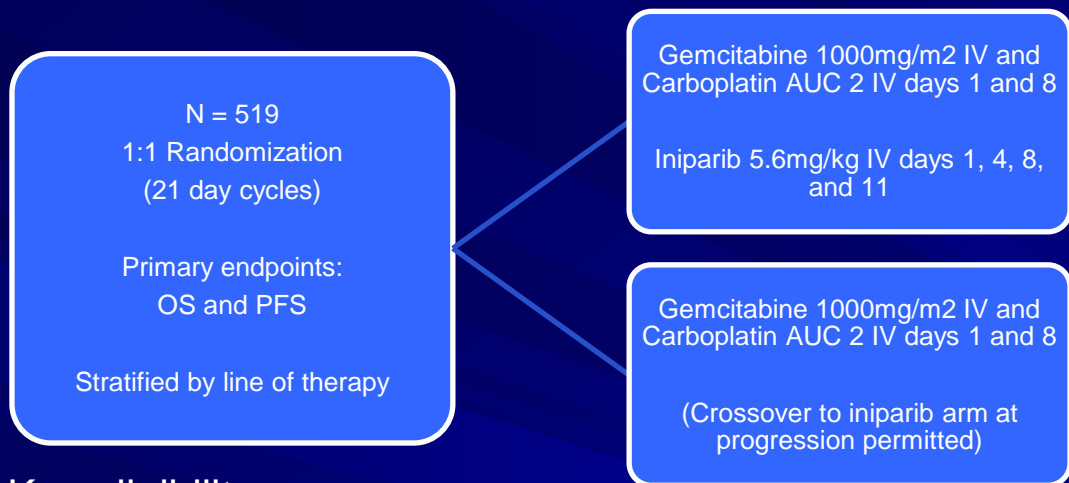 N = 519
1:1 Randomization
(21 day cycles)
Primary endpoints:
OS and PFS
Stratified by line of therapy
Gemcitabine 1000mg/m2 IV and
Carboplatin AUC 2 IV days 1 and 8
Iniparib 5.6mg/kg IV days 1, 4, 8,
and 11
Gemcitabine 1000mg/m2 IV and
Carboplatin AUC 2 IV days 1 and 8
(Crossover to iniparib arm at
progression permitted)